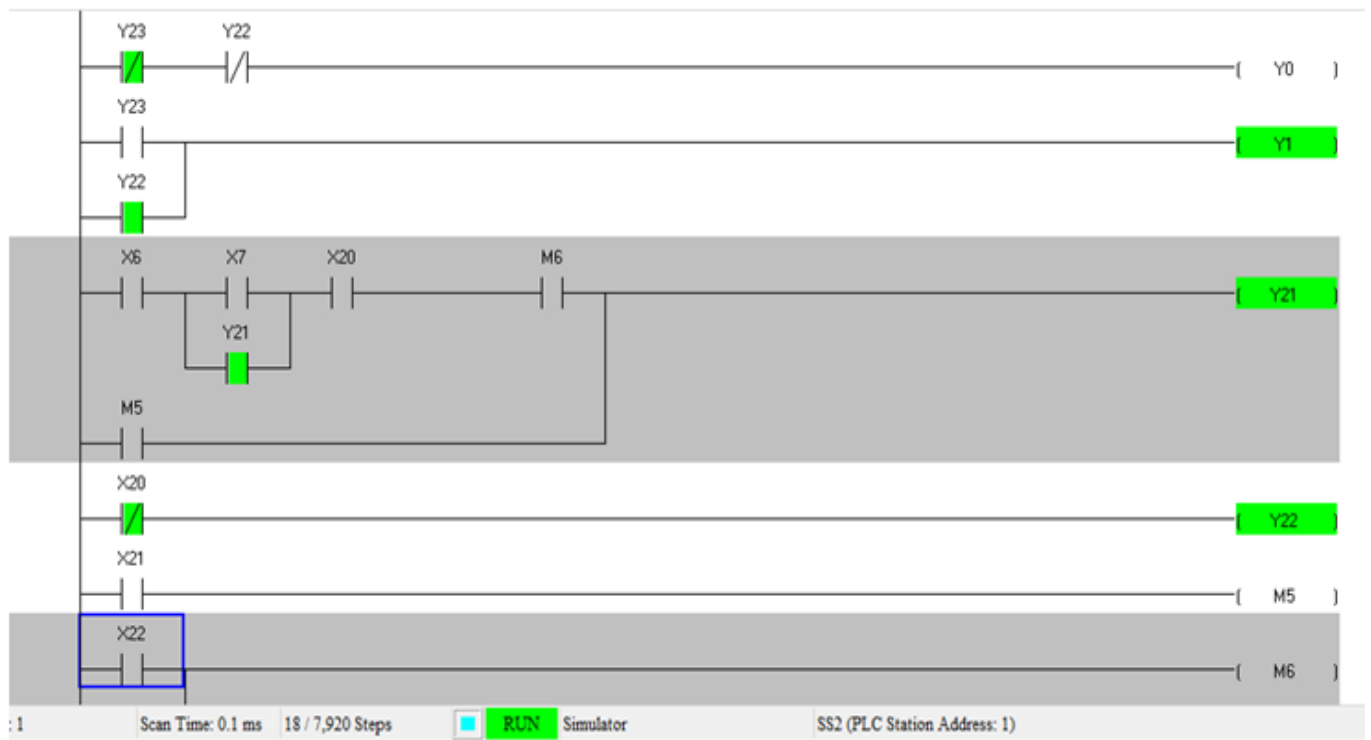 Y23 Y22
( Y0 )
Y23
( Y1 )
Y22
X6 X7 X20 M6
( Y21 )
Y21
M5
X20
( Y22 )
X21
( M5 )
X22
( M6 )
: 1 Scan Time: 0.1 ms 18 / 7,920 Steps RUN Simulator SS2 (PLC Station Address: 1)